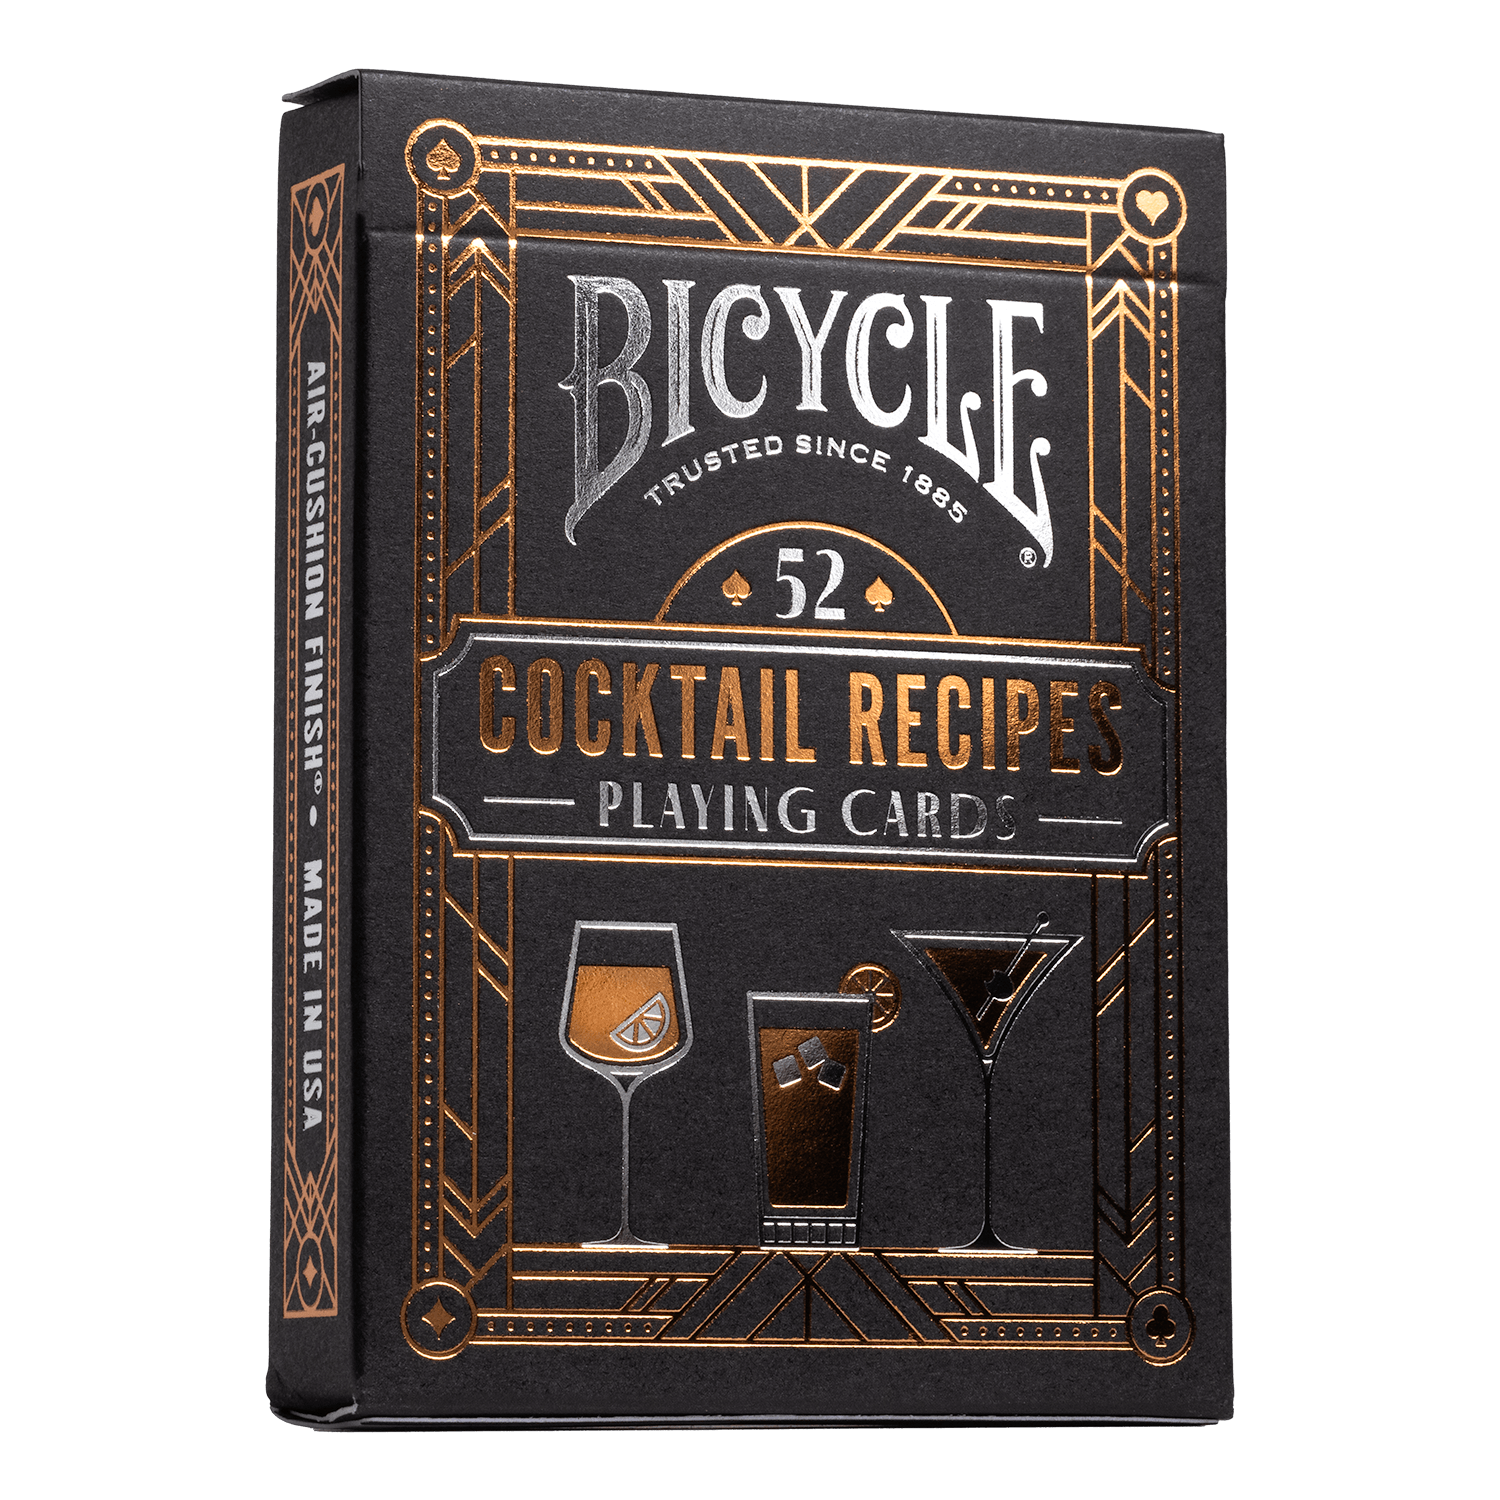 BICYCLE
®
TRUSTED SINCE 1885
52
COCKTAIL RECIPES
PLAYING CARDS
AIR-CUSHION FINISH® • MADE IN USA